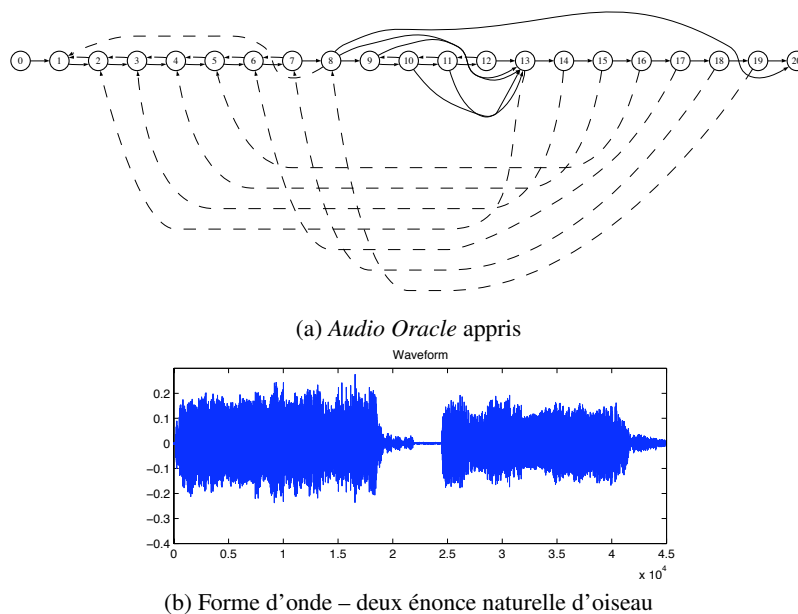 0 1 2 3 4 5 6 7 8 9 10 11 12 13 14 15 16 17 18 19 20
(a) Audio Oracle appris
Waveform
0.2
0.1
0
−0.1
−0.2
−0.3
−0.4
0 0.5 1 1.5 2 2.5 3 3.5 4 4.5
x 10^4
(b) Forme d'onde – deux énonce naturelle d'oiseau